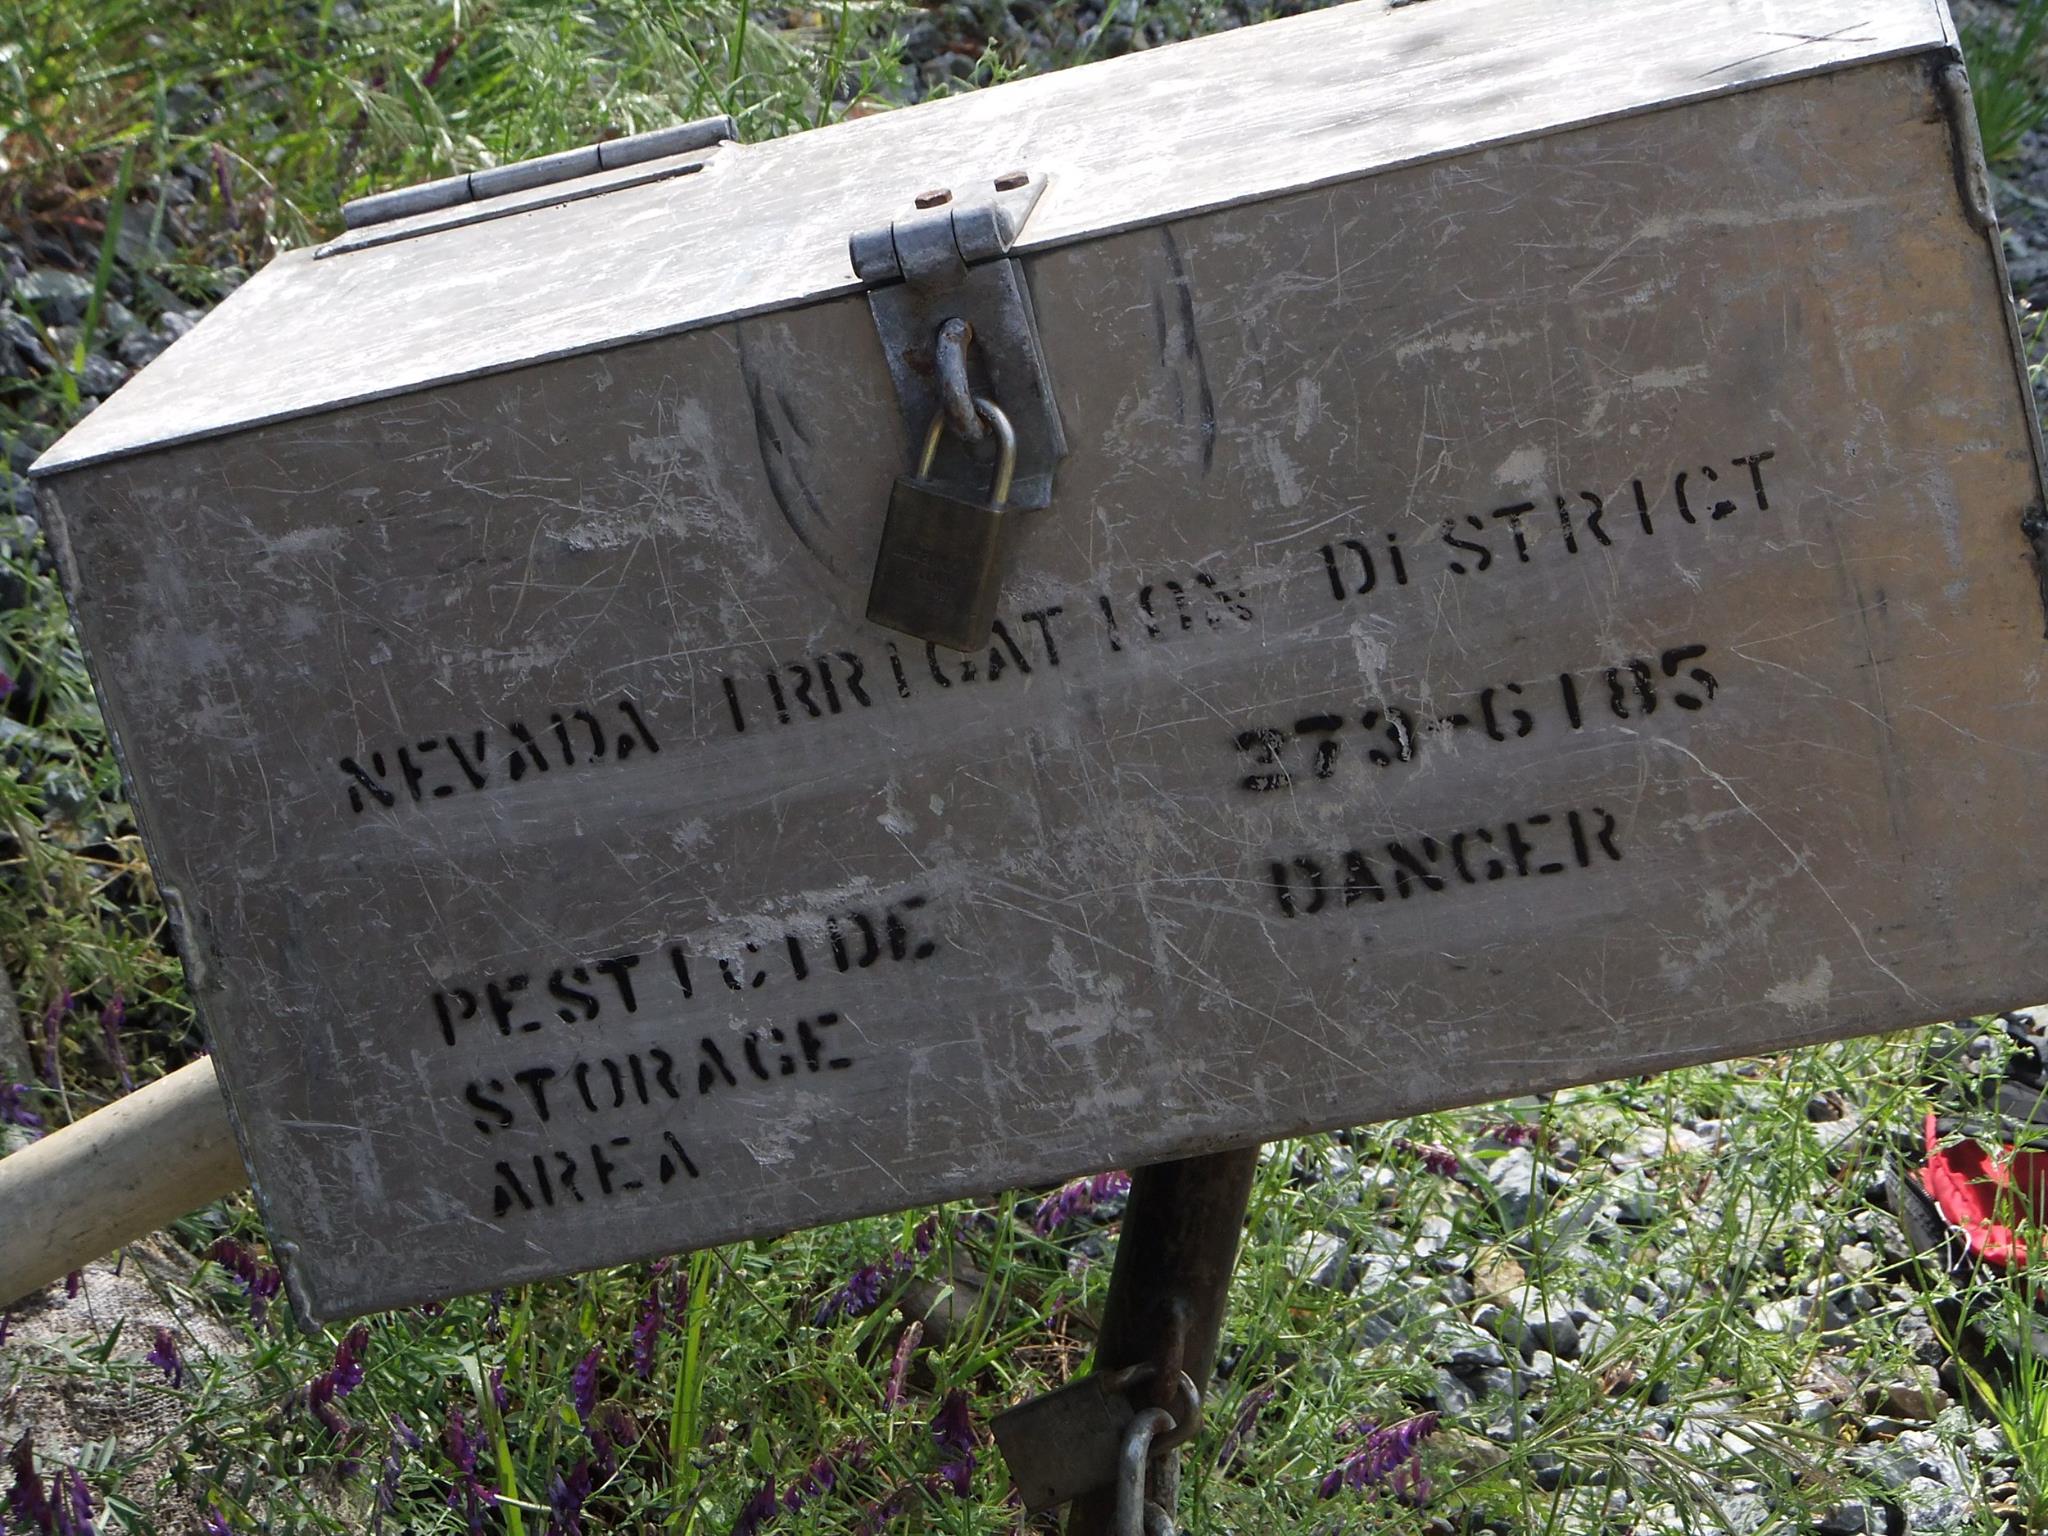 NEVADA IRRIGATION DISTRICT
273-6185
DANGER
PESTICIDE
STORAGE
AREA